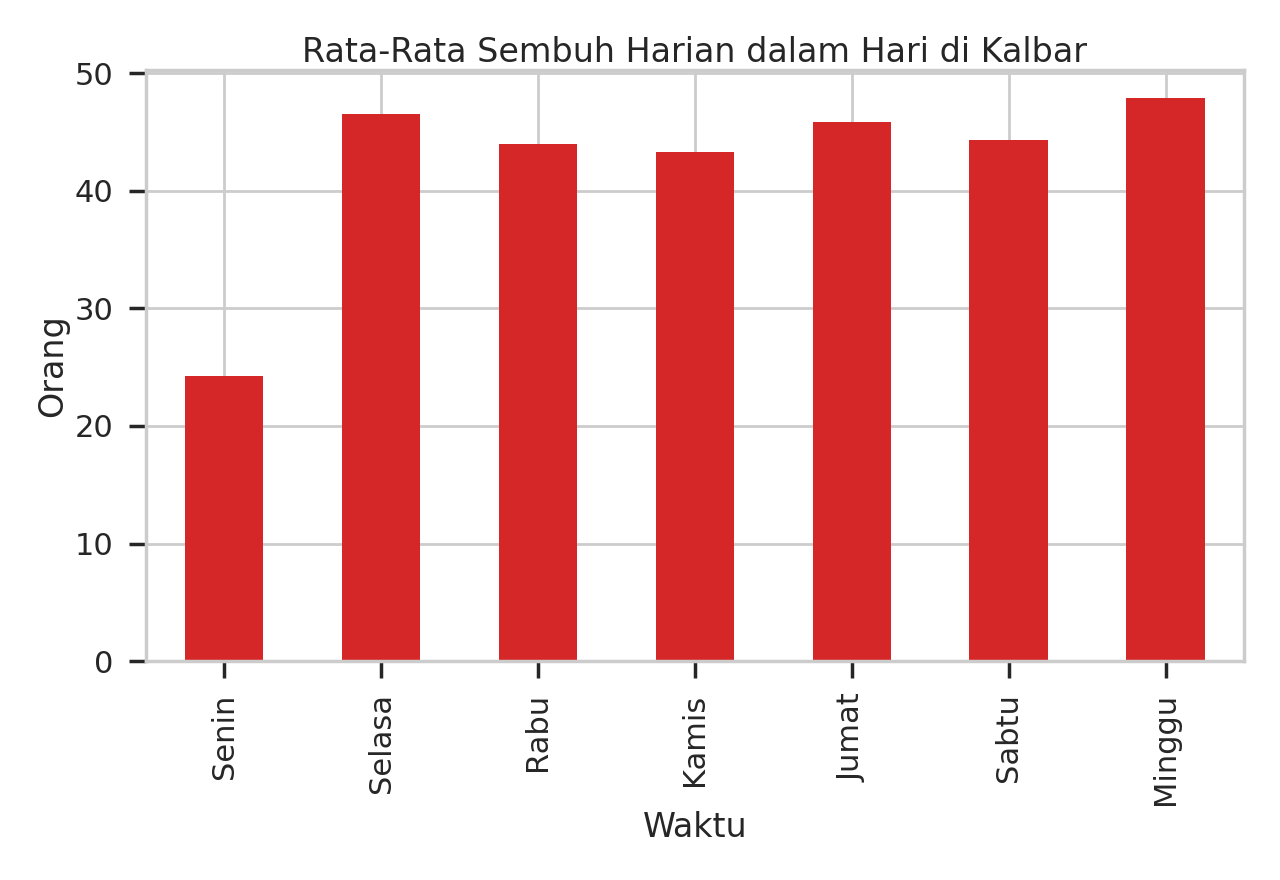 Rata-Rata Sembuh Harian dalam Hari di Kalbar
50
40
30
20
10
0
Orang
Senin
Selasa
Rabu
Kamis
Jumat
Sabtu
Minggu
Waktu